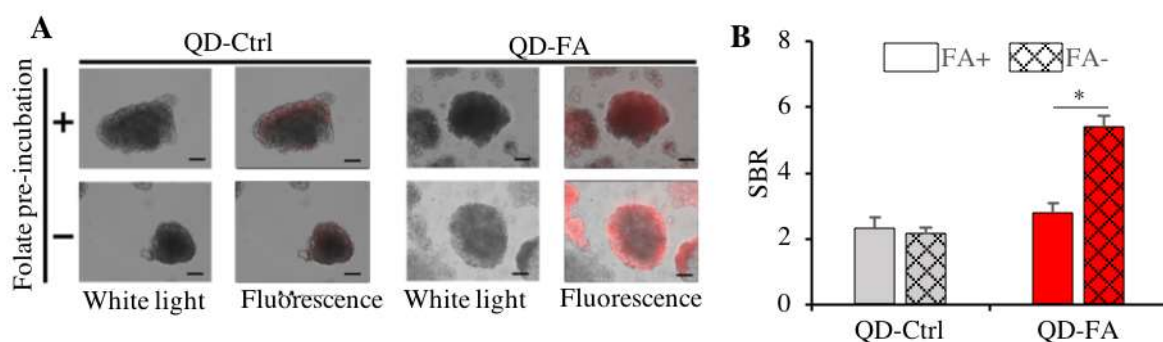 A
QD-Ctrl
QD-FA
Folate pre-incubation
+
−
White light
Fluorescence
White light
Fluorescence
B
FA+
FA-
*
SBR
8
6
4
2
0
QD-Ctrl
QD-FA